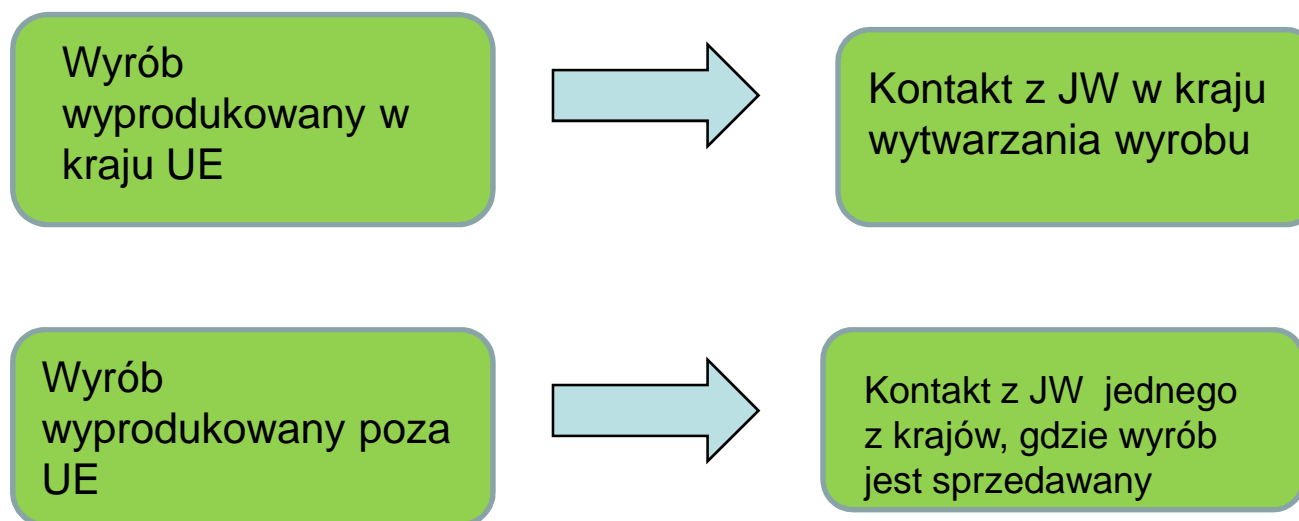 Wyrób
wyprodukowany w
kraju UE
Kontakt z JW w kraju
wytwarzania wyrobu
Wyrób
wyprodukowany poza
UE
Kontakt z JW jednego
z krajów, gdzie wyrób
jest sprzedawany